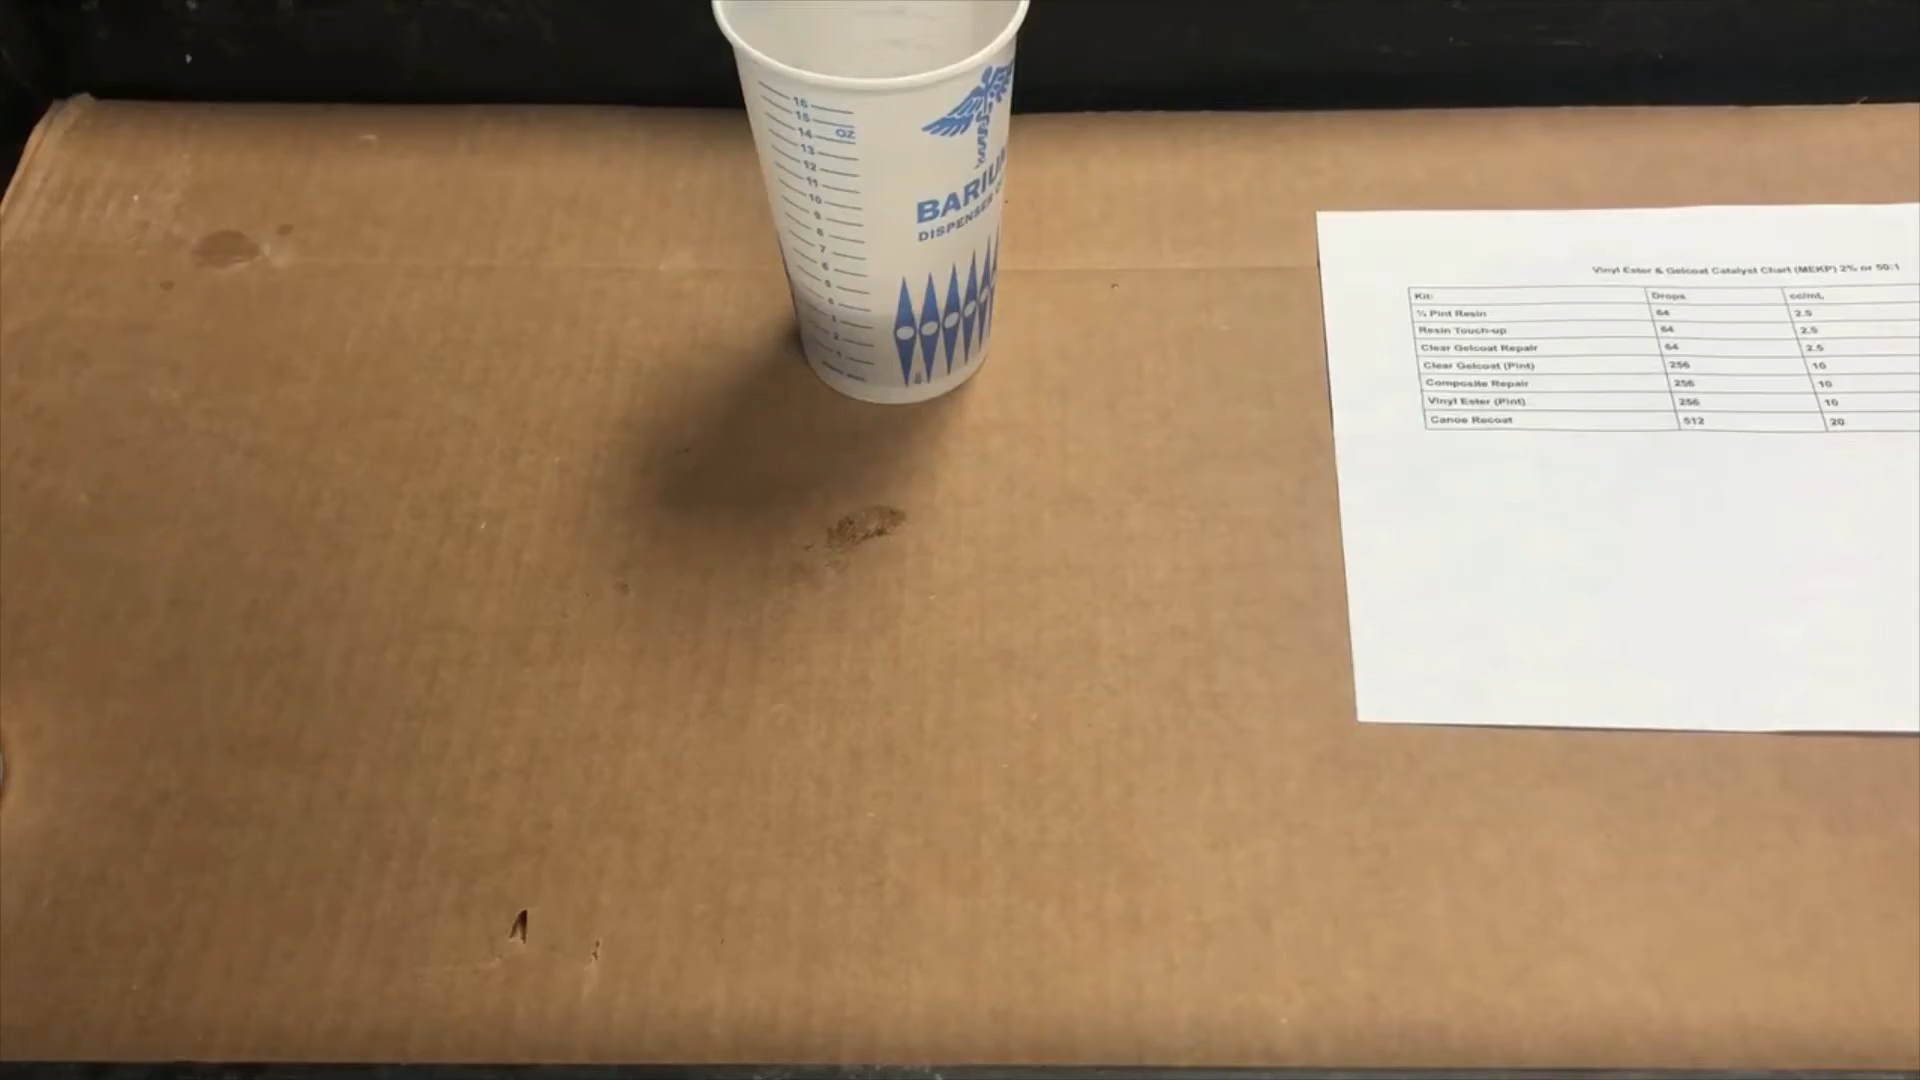 16
15
14 OZ
13
12
11
10
9
8
7
6
5
4
3
2
1
BARIUM
DISPENSER
Vinyl Ester & Gelcoat Catalyst Chart (MEKP) 2% or 50:1
Kit: Drops cc/mL
½ Pint Resin 64 2.5
Resin Touch-up 64 2.5
Clear Gelcoat Repair 64 2.5
Clear Gelcoat (Pint) 256 10
Composite Repair 256 10
Vinyl Ester (Pint) 256 10
Canoe Recoat 512 20